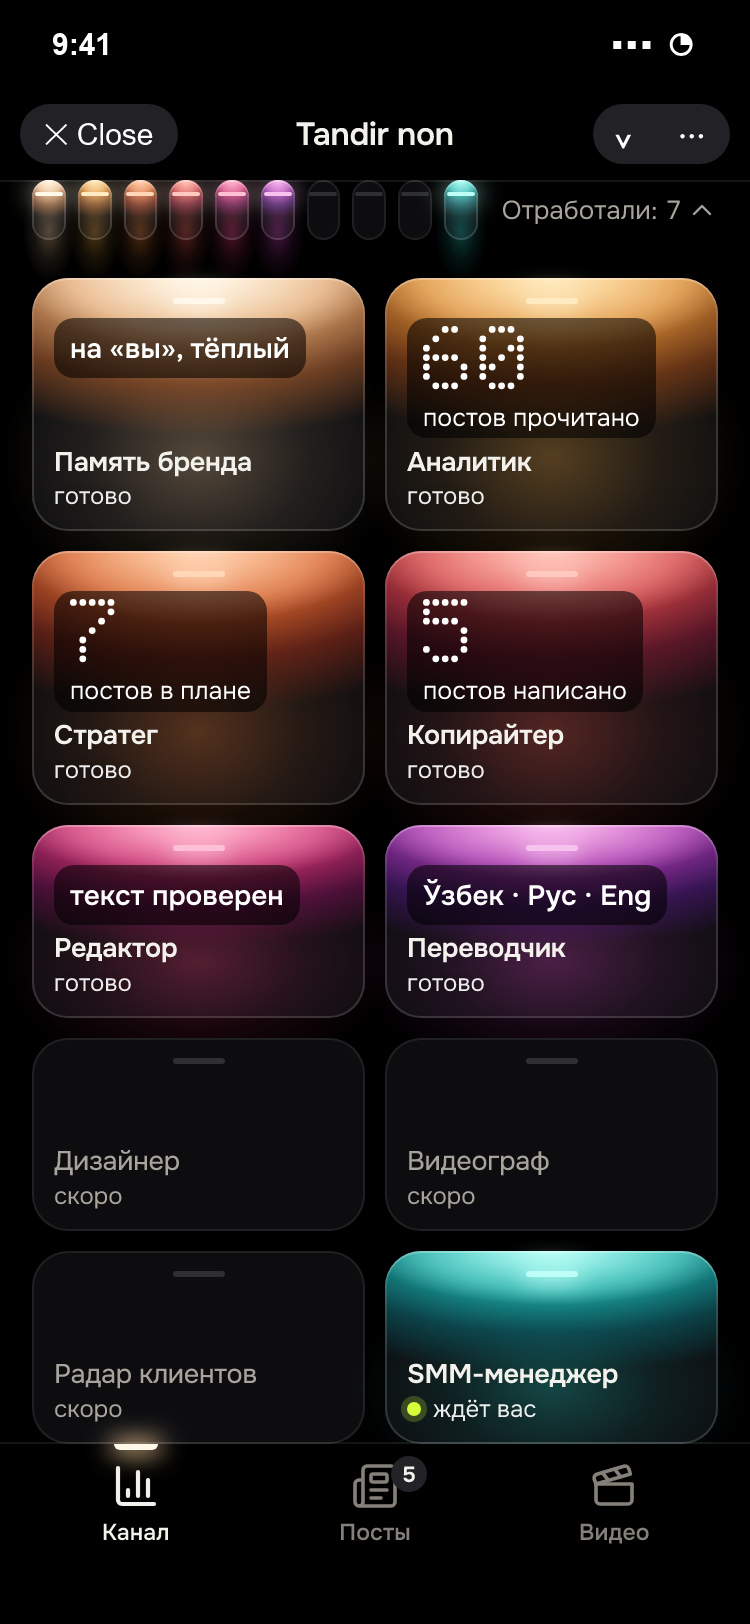 9:41
Close
Tandir non
Отработали: 7
на «вы», тёплый
Память бренда
готово
60
постов прочитано
Аналитик
готово
7
постов в плане
Стратег
готово
5
постов написано
Копирайтер
готово
текст проверен
Редактор
готово
Ўзбек · Рус · Eng
Переводчик
готово
Дизайнер
скоро
Видеограф
скоро
Радар клиентов
скоро
SMM-менеджер
ждёт вас
Канал
5
Посты
Видео